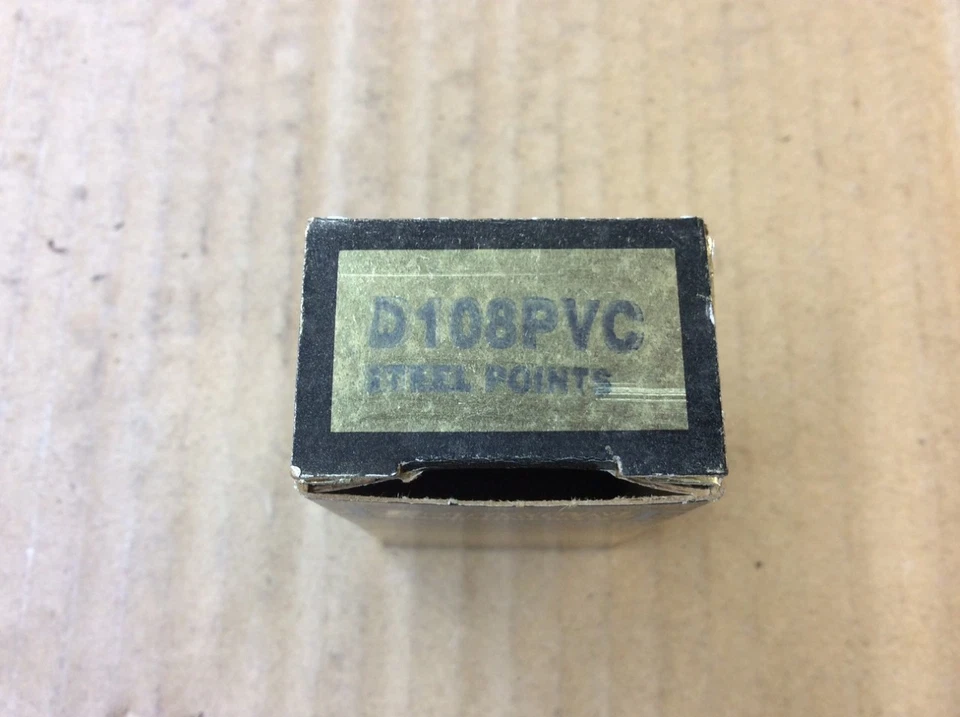 D108PVC
STEEL POINTS